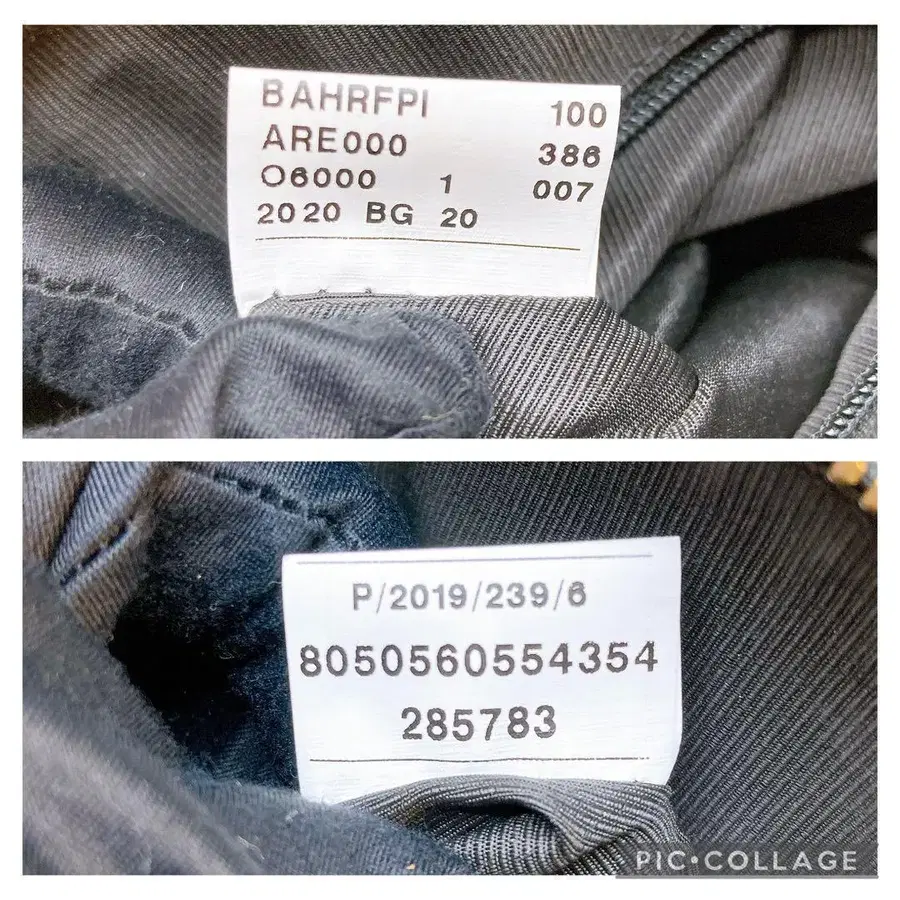 BAHRFPI 100
ARE000 386
O6000 1 007
2020 BG 20
P/2019/239/6
8050560554354
285783
PIC•COLLAGE